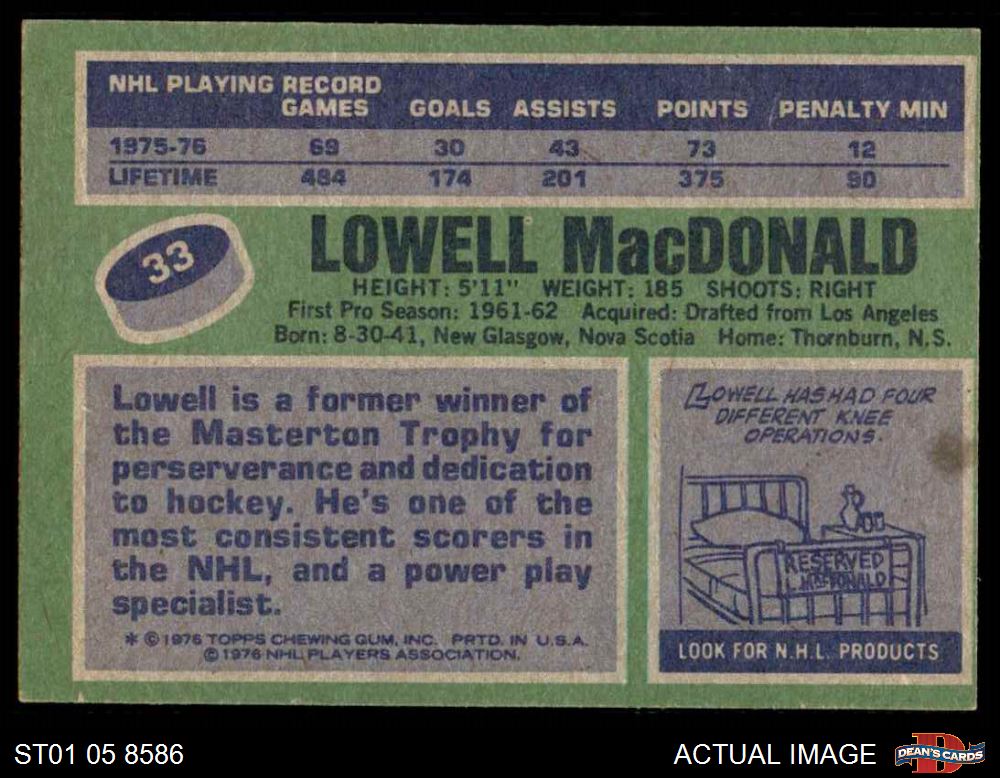 NHL PLAYING RECORD
GAMES GOALS ASSISTS POINTS PENALTY MIN
1975-76 69 30 43 73 12
LIFETIME 484 174 201 375 90
33
LOWELL MacDONALD
HEIGHT: 5'11" WEIGHT: 185 SHOOTS: RIGHT
First Pro Season: 1961-62 Acquired: Drafted from Los Angeles
Born: 8-30-41, New Glasgow, Nova Scotia Home: Thornburn, N.S.
Lowell is a former winner of
the Masterton Trophy for
perserverance and dedication
to hockey. He's one of the
most consistent scorers in
the NHL, and a power play
specialist.
* © 1976 TOPPS CHEWING GUM, INC. PRTD. IN U.S.A.
© 1976 NHL PLAYERS ASSOCIATION.
LOWELL HAS HAD FOUR
DIFFERENT KNEE
OPERATIONS.
RESERVED
MACDONALD
LOOK FOR N.H.L. PRODUCTS
ST01 05 8586
ACTUAL IMAGE
D
DEAN'S CARDS